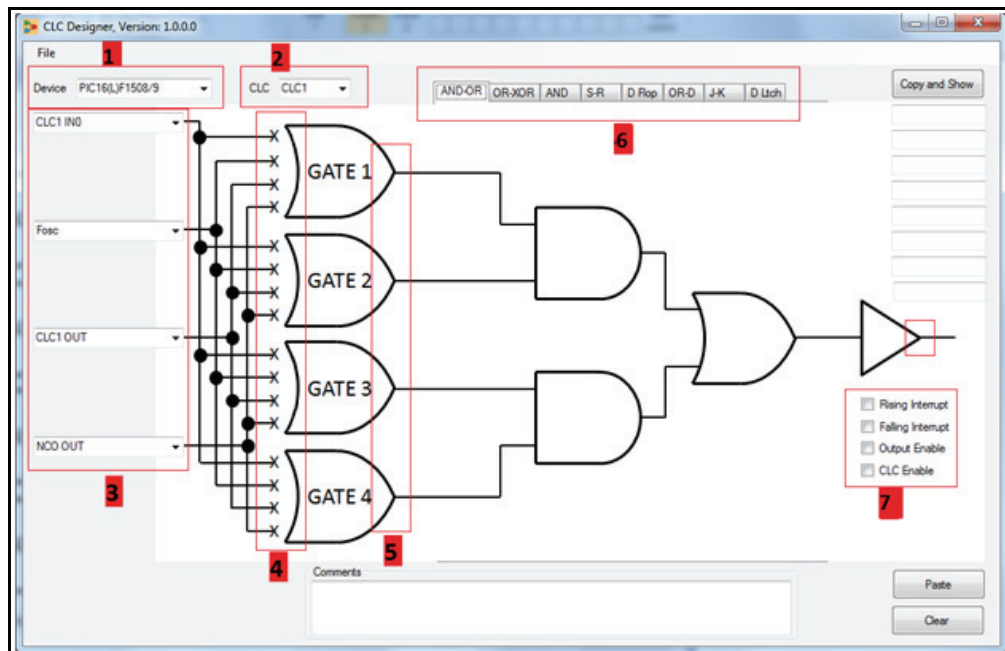 CLC Designer, Version: 1.0.0.0
File
1
2
Device PIC16(L)F1508/9
CLC CLC1
AND-OR OR-XOR AND S-R D Flop OR-D J-K D Ltch
Copy and Show
6
CLC1 IN0
X
X
X
X
GATE 1
Fosc
X
X
X
X
GATE 2
CLC1 OUT
X
X
X
X
GATE 3
NCO OUT
X
X
X
X
GATE 4
Rising Interrupt
Falling Interrupt
Output Enable
CLC Enable
3
7
4
5
Comments
Paste
Clear